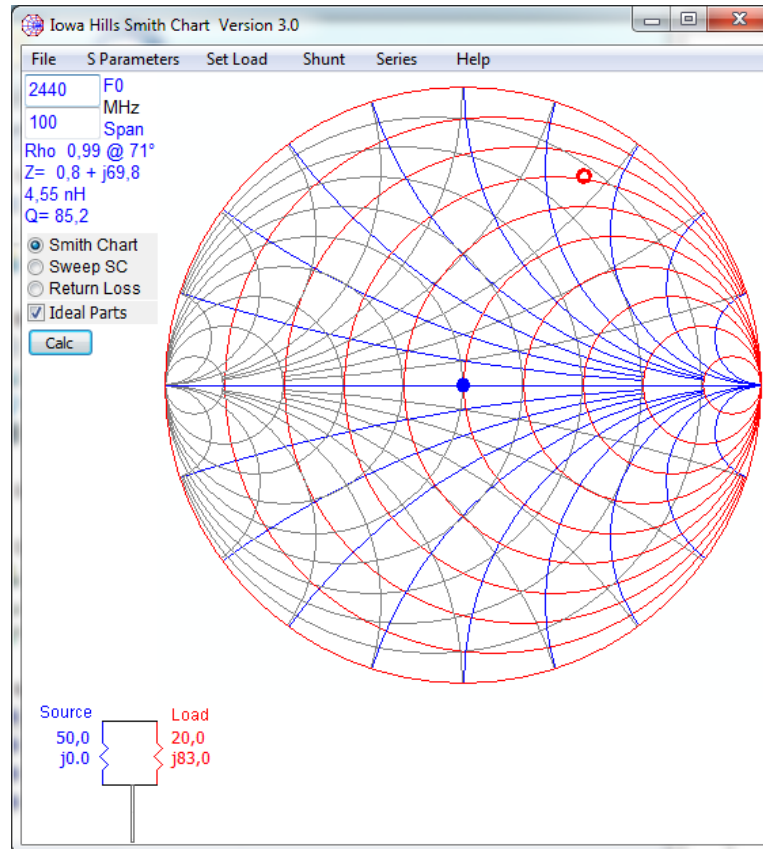 Iowa Hills Smith Chart Version 3.0
File S Parameters Set Load Shunt Series Help
2440 F0
MHz
100 Span
Rho 0,99 @ 71°
Z= 0,8 + j69,8
4,55 nH
Q= 85,2
Smith Chart
Sweep SC
Return Loss
Ideal Parts
Calc
Source Load
50,0 20,0
j0.0 j83,0